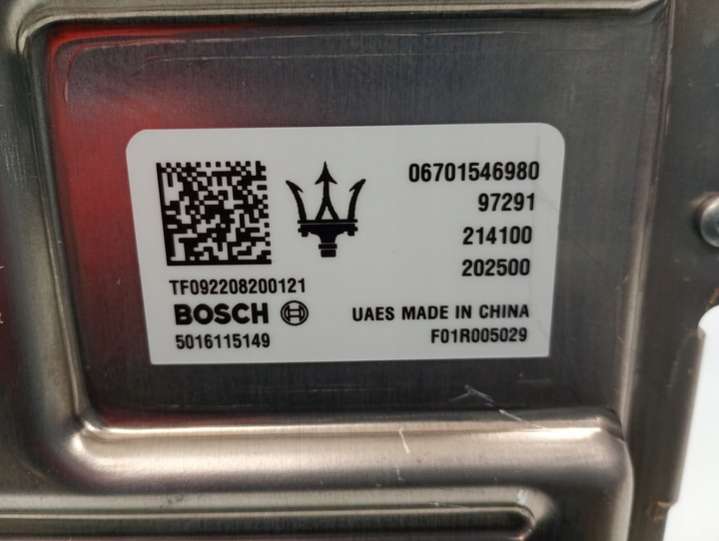 06701546980
97291
214100
202500
TF092208200121
BOSCH
UAES MADE IN CHINA
5016115149
F01R005029